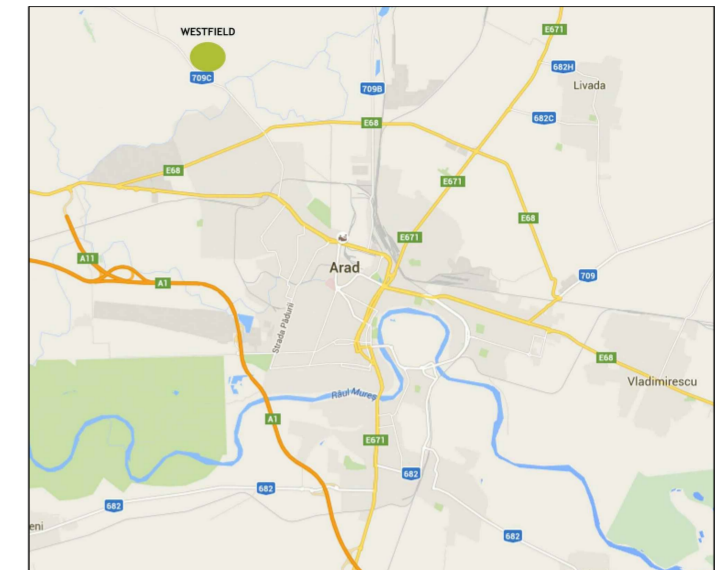 WESTFIELD
E671
709C
682H
Livada
709B
682C
E68
E68
E671
E68
E671
A11
Arad
709
A1
Strada Pădurii
E68
Vladimirescu
Râul Mureș
A1
E671
682
682
682
eni
682